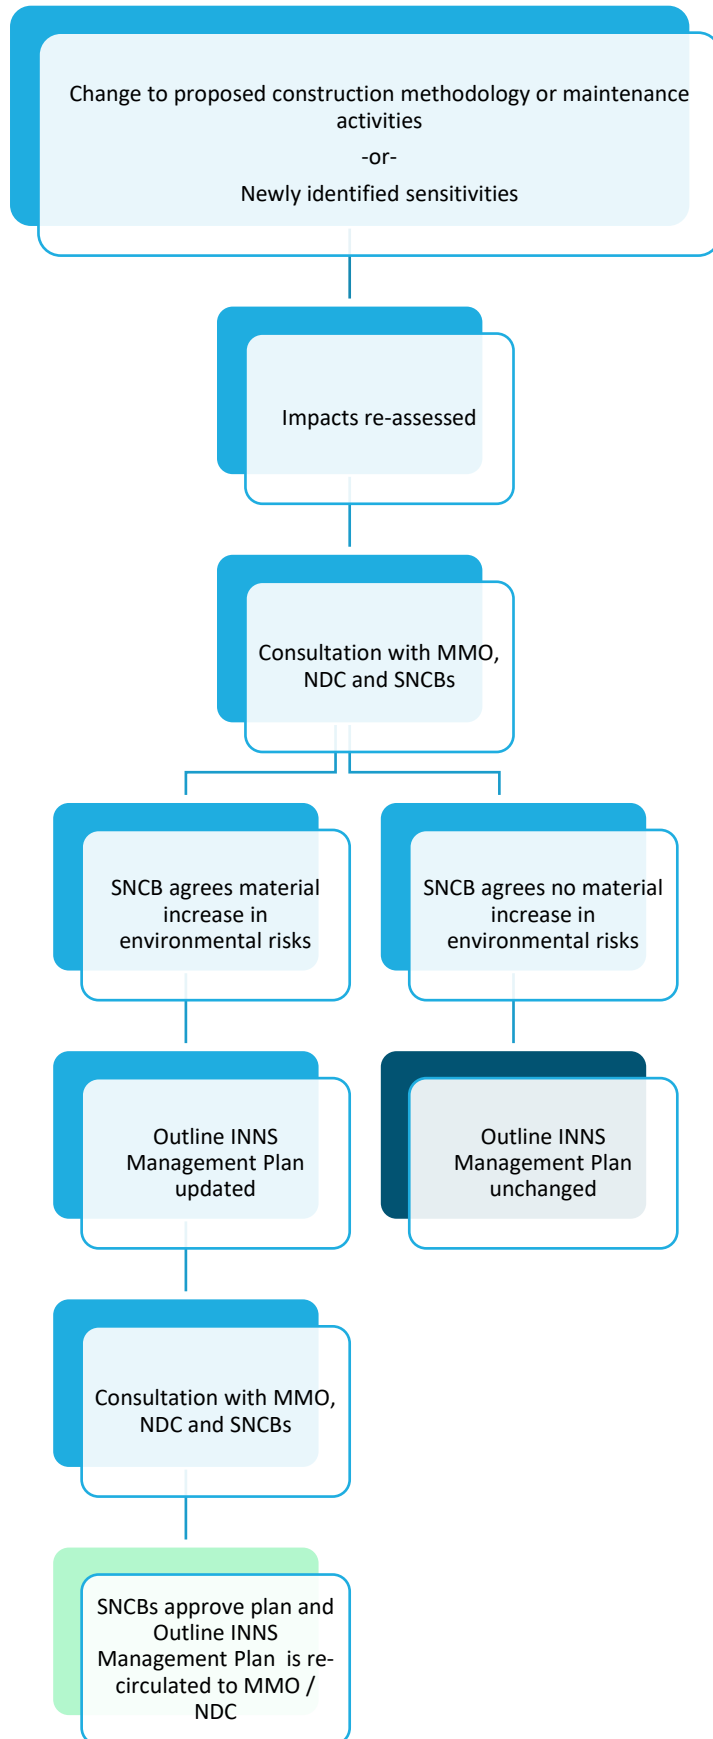 Change to proposed construction methodology or maintenance
activities
-or-
Newly identified sensitivities
Impacts re-assessed
Consultation with MMO,
NDC and SNCBs
SNCB agrees material
increase in
environmental risks
SNCB agrees no material
increase in
environmental risks
Outline INNS
Management Plan
updated
Outline INNS
Management Plan
unchanged
Consultation with MMO,
NDC and SNCBs
SNCBs approve plan and
Outline INNS
Management Plan  is re-
circulated to MMO /
NDC